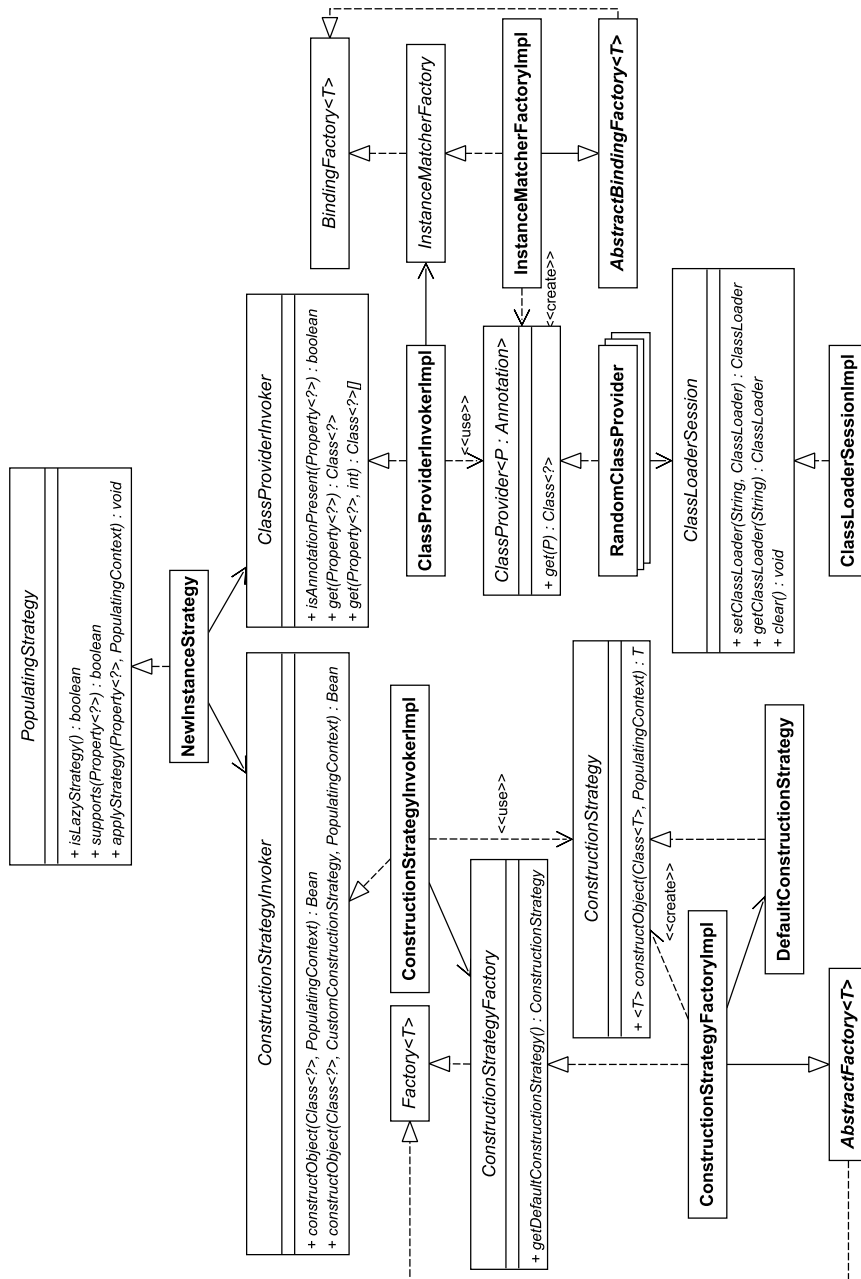 PopulatingStrategy
+ isLazyStrategy() : boolean
+ supports(Property<?>) : boolean
+ applyStrategy(Property<?>, PopulatingContext) : void
NewInstanceStrategy
ConstructionStrategyInvoker
+ constructObject(Class<?>, PopulatingContext) : Bean
+ constructObject(Class<?>, CustomConstructionStrategy, PopulatingContext) : Bean
ClassProviderInvoker
+ isAnnotationPresent(Property<?>) : boolean
+ get(Property<?>) : Class<?>
+ get(Property<?>, int) : Class<?>[]
BindingFactory<T>
Factory<T>
ConstructionStrategyInvokerImpl
ClassProviderInvokerImpl
InstanceMatcherFactory
<<use>>
<<use>>
ConstructionStrategyFactory
+ getDefaultConstructionStrategy() : ConstructionStrategy
ClassProvider<P : Annotation>
+ get(P) : Class<?>
InstanceMatcherFactoryImpl
<<create>>
ConstructionStrategy
+ <T> constructObject(Class<T>, PopulatingContext) : T
RandomClassProvider
AbstractBindingFactory<T>
<<create>>
ConstructionStrategyFactoryImpl
ClassLoaderSession
+ setClassLoader(String, ClassLoader) : ClassLoader
+ getClassLoader(String) : ClassLoader
+ clear() : void
DefaultConstructionStrategy
AbstractFactory<T>
ClassLoaderSessionImpl